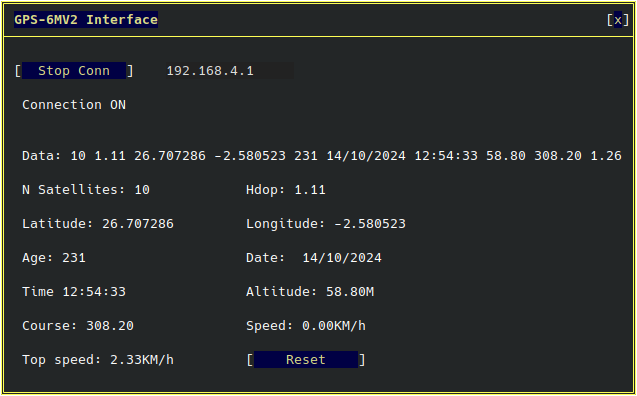 GPS-6MV2 Interface [x]
[ Stop Conn ] 192.168.4.1
Connection ON
Data: 10 1.11 26.707286 -2.580523 231 14/10/2024 12:54:33 58.80 308.20 1.26
N Satellites: 10 Hdop: 1.11
Latitude: 26.707286 Longitude: -2.580523
Age: 231 Date: 14/10/2024
Time 12:54:33 Altitude: 58.80M
Course: 308.20 Speed: 0.00KM/h
Top speed: 2.33KM/h [ Reset ]